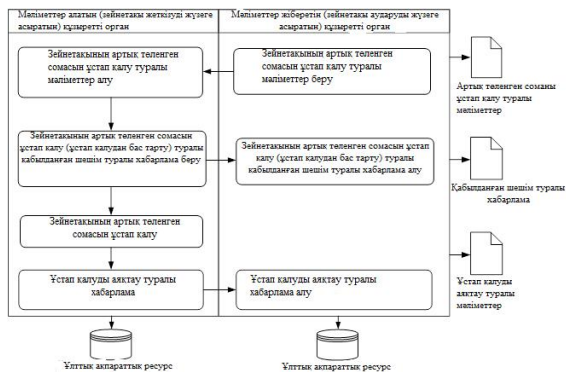 Мәліметтер алатын (зейнетақы жеткізуді жүзеге
асыратын) құзыретті орган
Мәліметтер жіберетін (зейнетақы аударуды жүзеге
асыратын) құзыретті орган
Зейнетақының артық төленген
сомасын ұстап қалу туралы
мәліметтер алу
Зейнетақының артық төленген
сомасын ұстап қалу туралы
мәліметтер беру
Артық төленген соманы
ұстап қалу туралы
мәліметтер
Зейнетақының артық төленген сомасын
ұстап қалу (ұстап қалудан бас тарту) туралы
қабылданған шешім туралы хабарлама беру
Зейнетақының артық төленген сомасын ұстап
қалу (ұстап қалудан бас тарту) туралы
қабылданған шешім туралы хабарлама алу
Қабылданған шешім туралы
хабарлама
Зейнетақының артық төленген
сомасын ұстап қалу
Ұстап қалуды аяқтау туралы
хабарлама
Ұстап қалуды аяқтау туралы
хабарлама алу
Ұстап қалуды
аяқтау туралы
мәліметтер
Ұлттық ақпараттық ресурс
Ұлттық ақпараттық ресурс